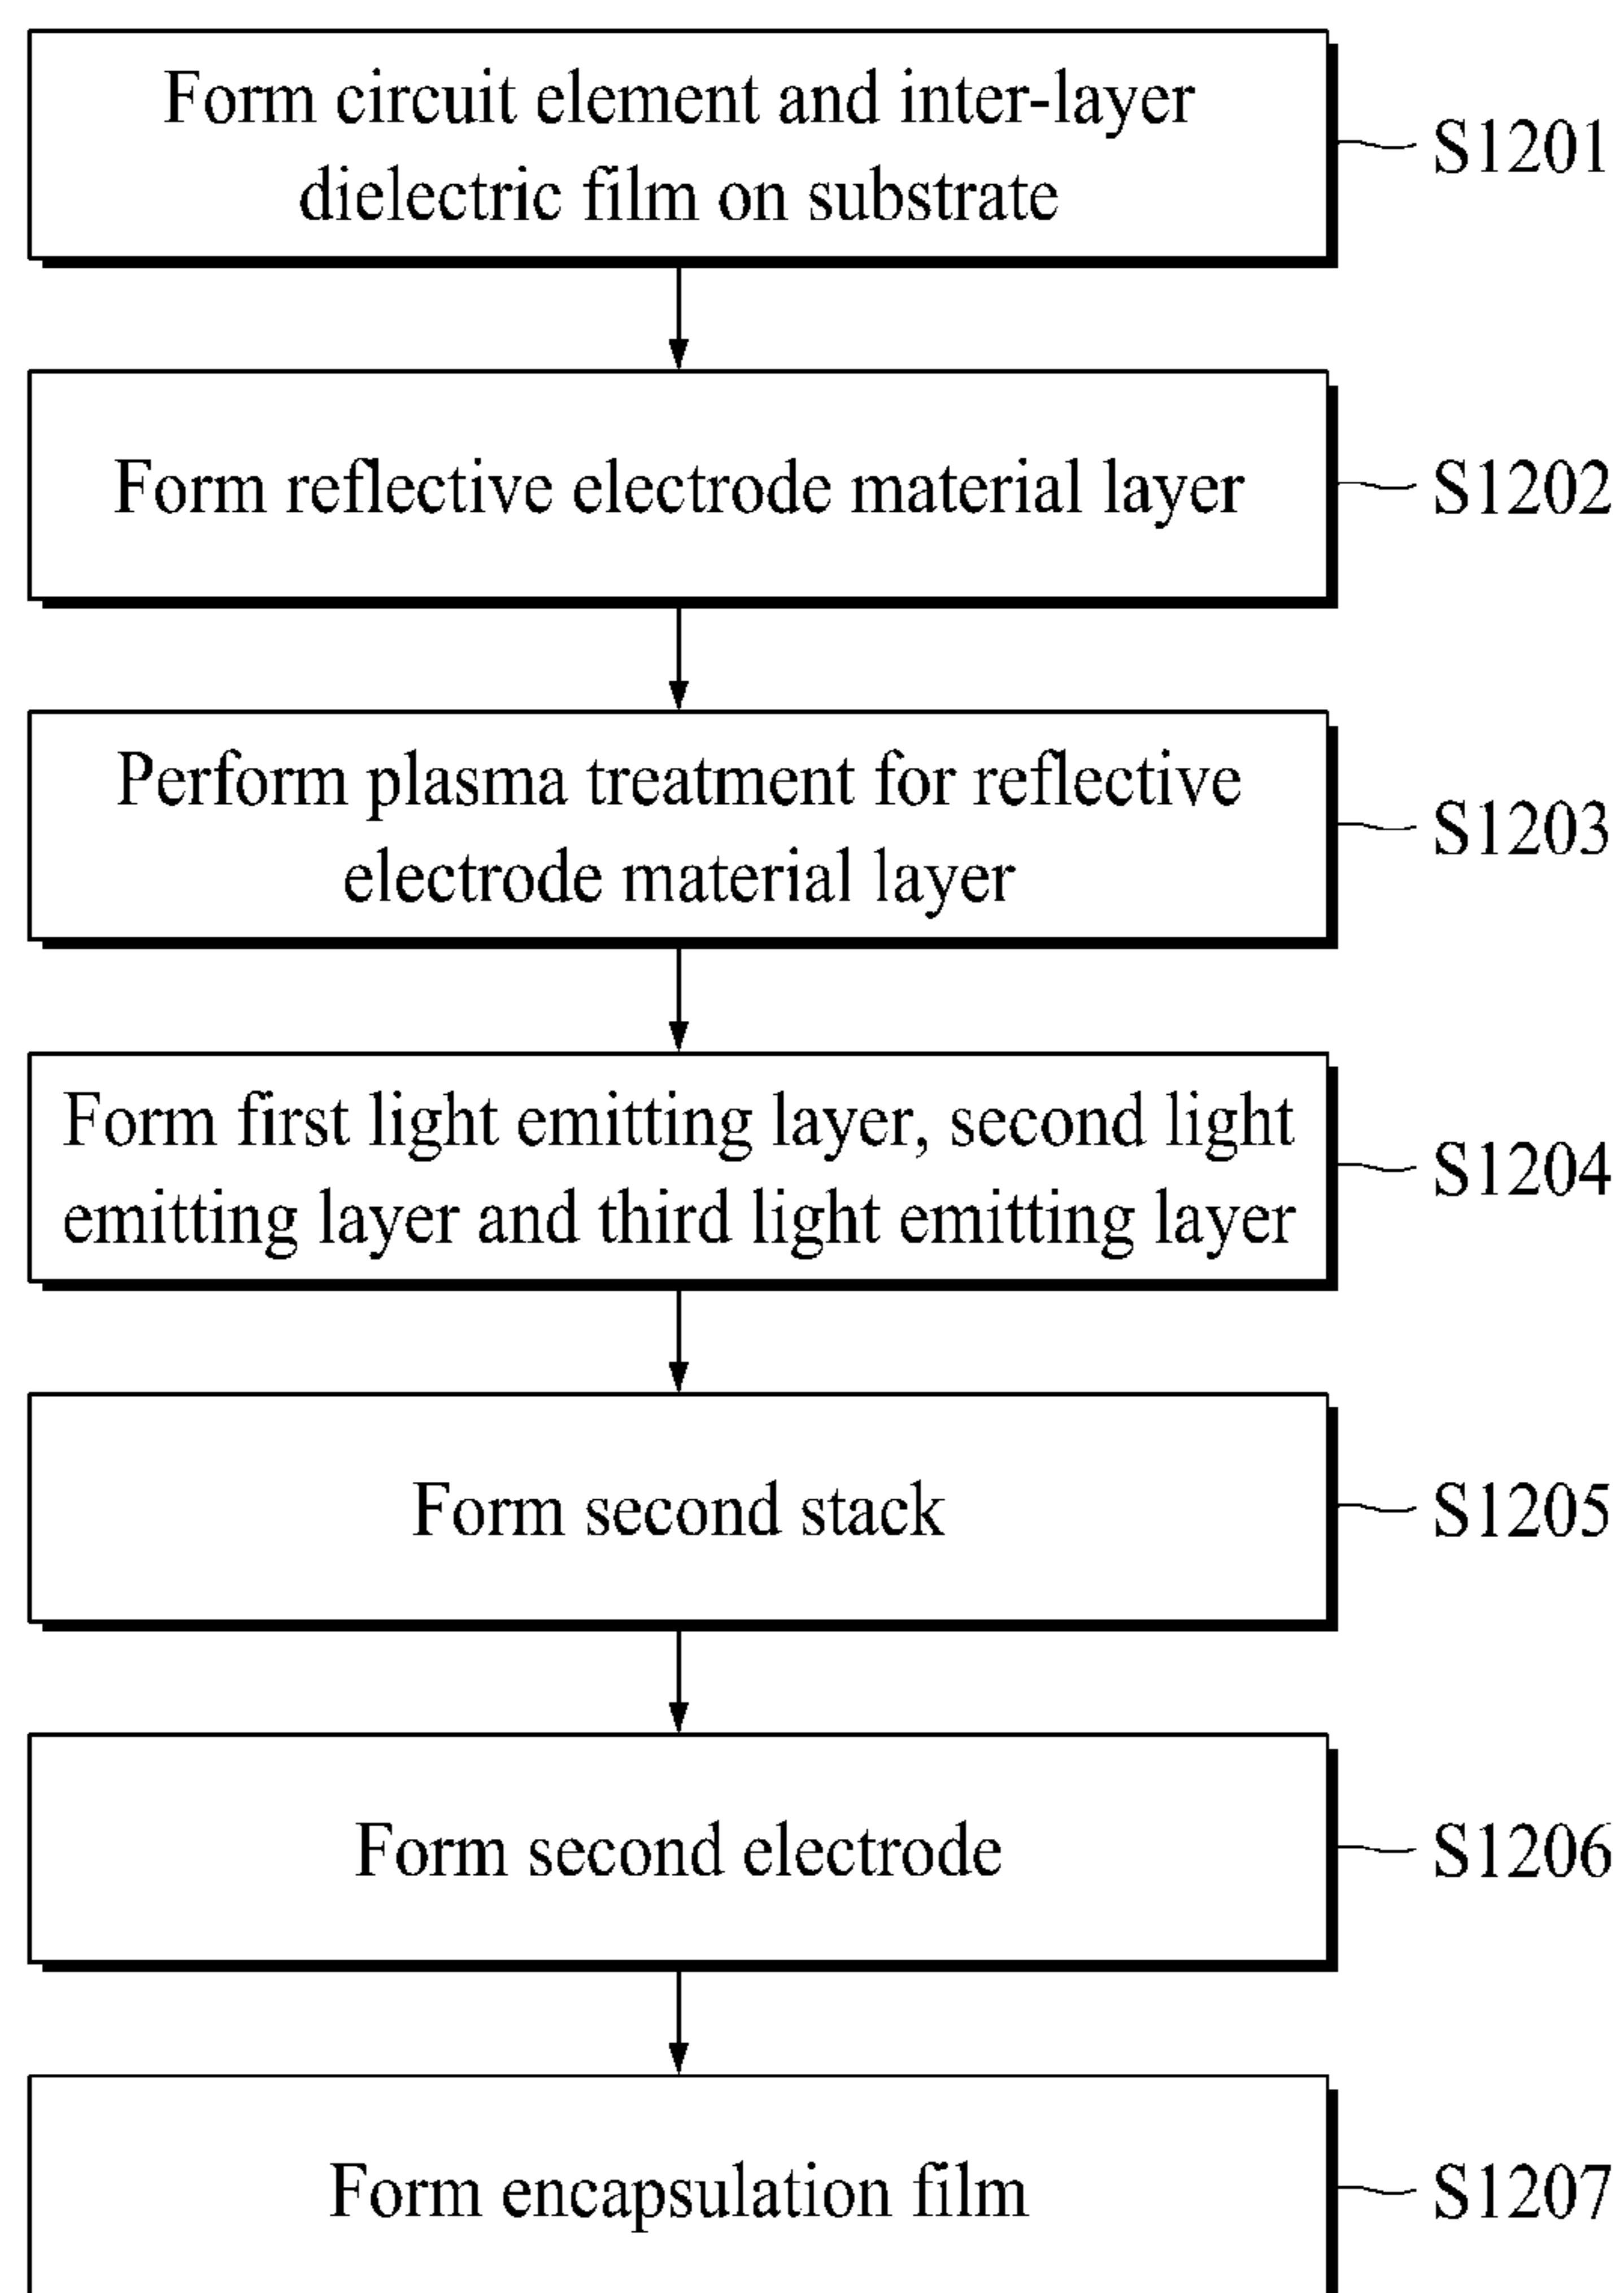 Form circuit element and inter-layer
dielectric film on substrate
S1201
Form reflective electrode material layer
S1202
Perform plasma treatment for reflective
electrode material layer
S1203
Form first light emitting layer, second light
emitting layer and third light emitting layer
S1204
Form second stack
S1205
Form second electrode
S1206
Form encapsulation film
S1207